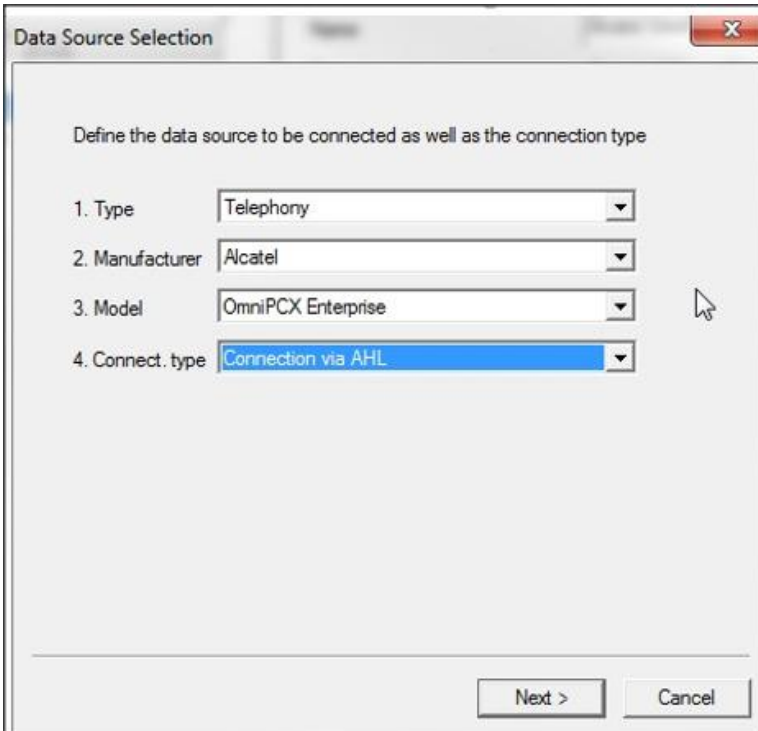 Data Source Selection
Define the data source to be connected as well as the connection type
1. Type Telephony
2. Manufacturer Alcatel
3. Model OmniPCX Enterprise
4. Connect. type Connection via AHL
Next > Cancel